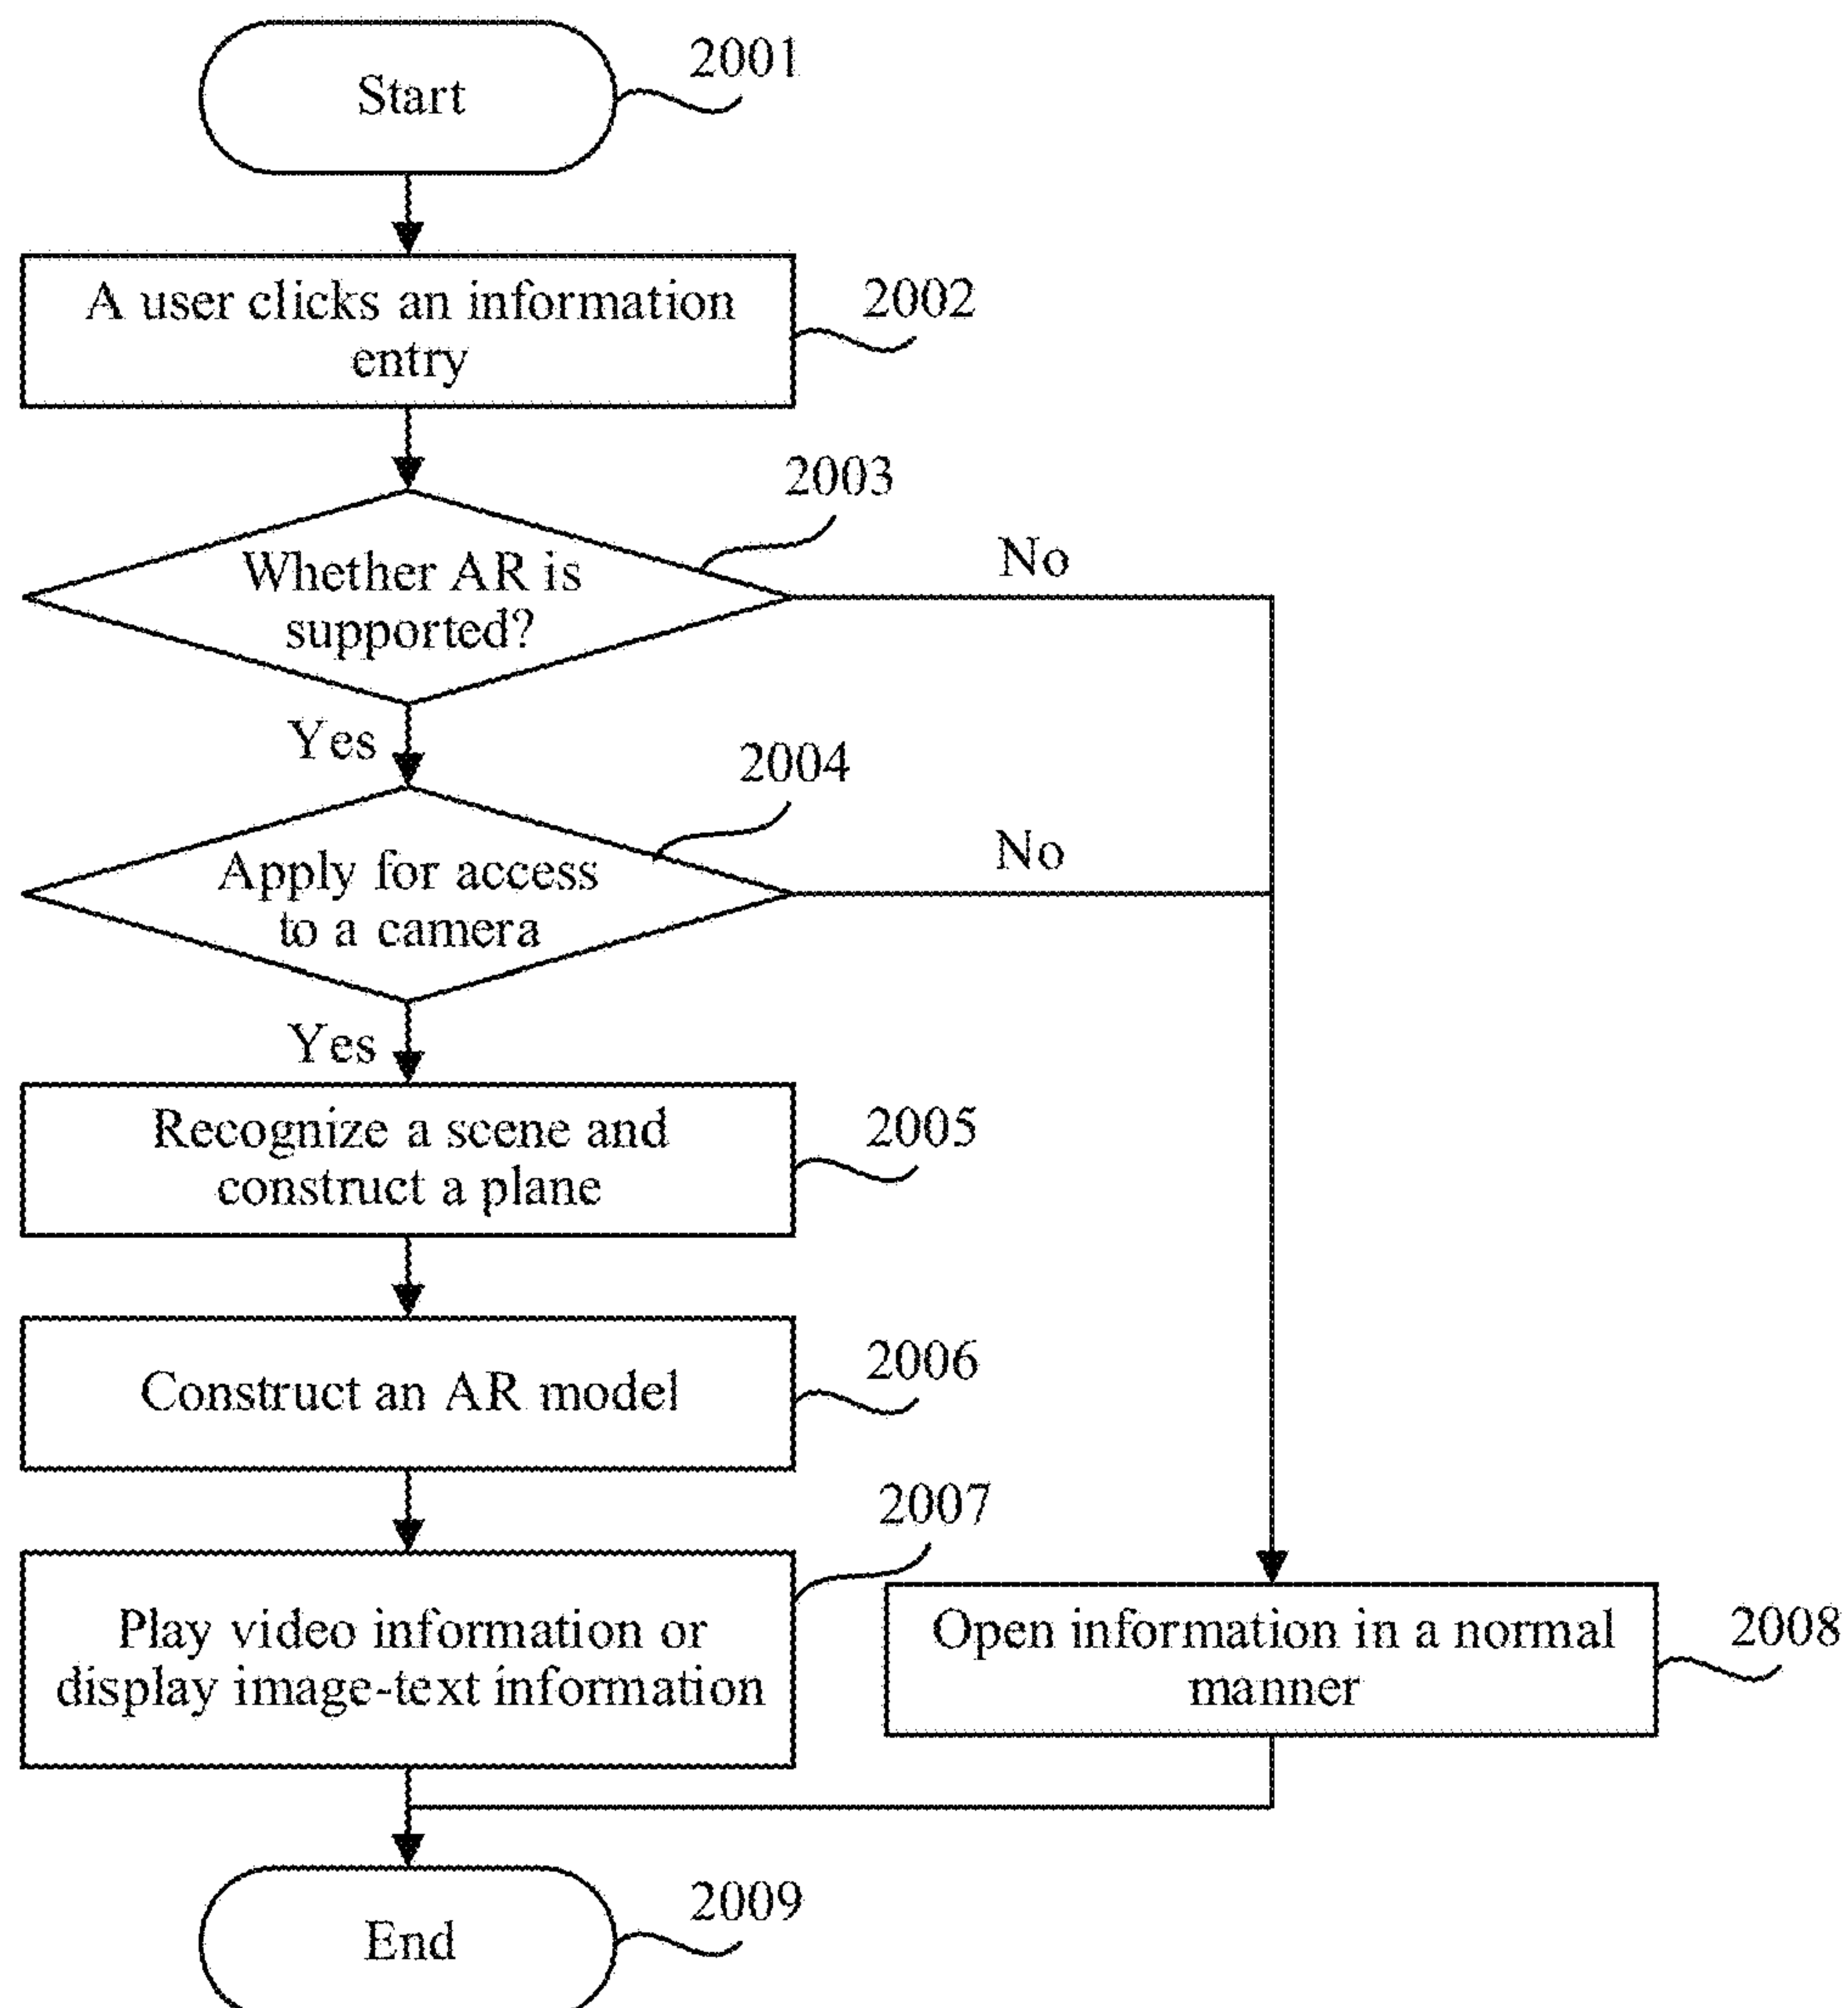 Start
2001
A user clicks an information
entry
2002
2003
Whether AR is
supported?
No
Yes
2004
Apply for access
to a camera
No
Yes
Recognize a scene and
construct a plane
2005
Construct an AR model
2006
2007
Play video information or
display image-text information
Open information in a normal
manner
2008
End
2009